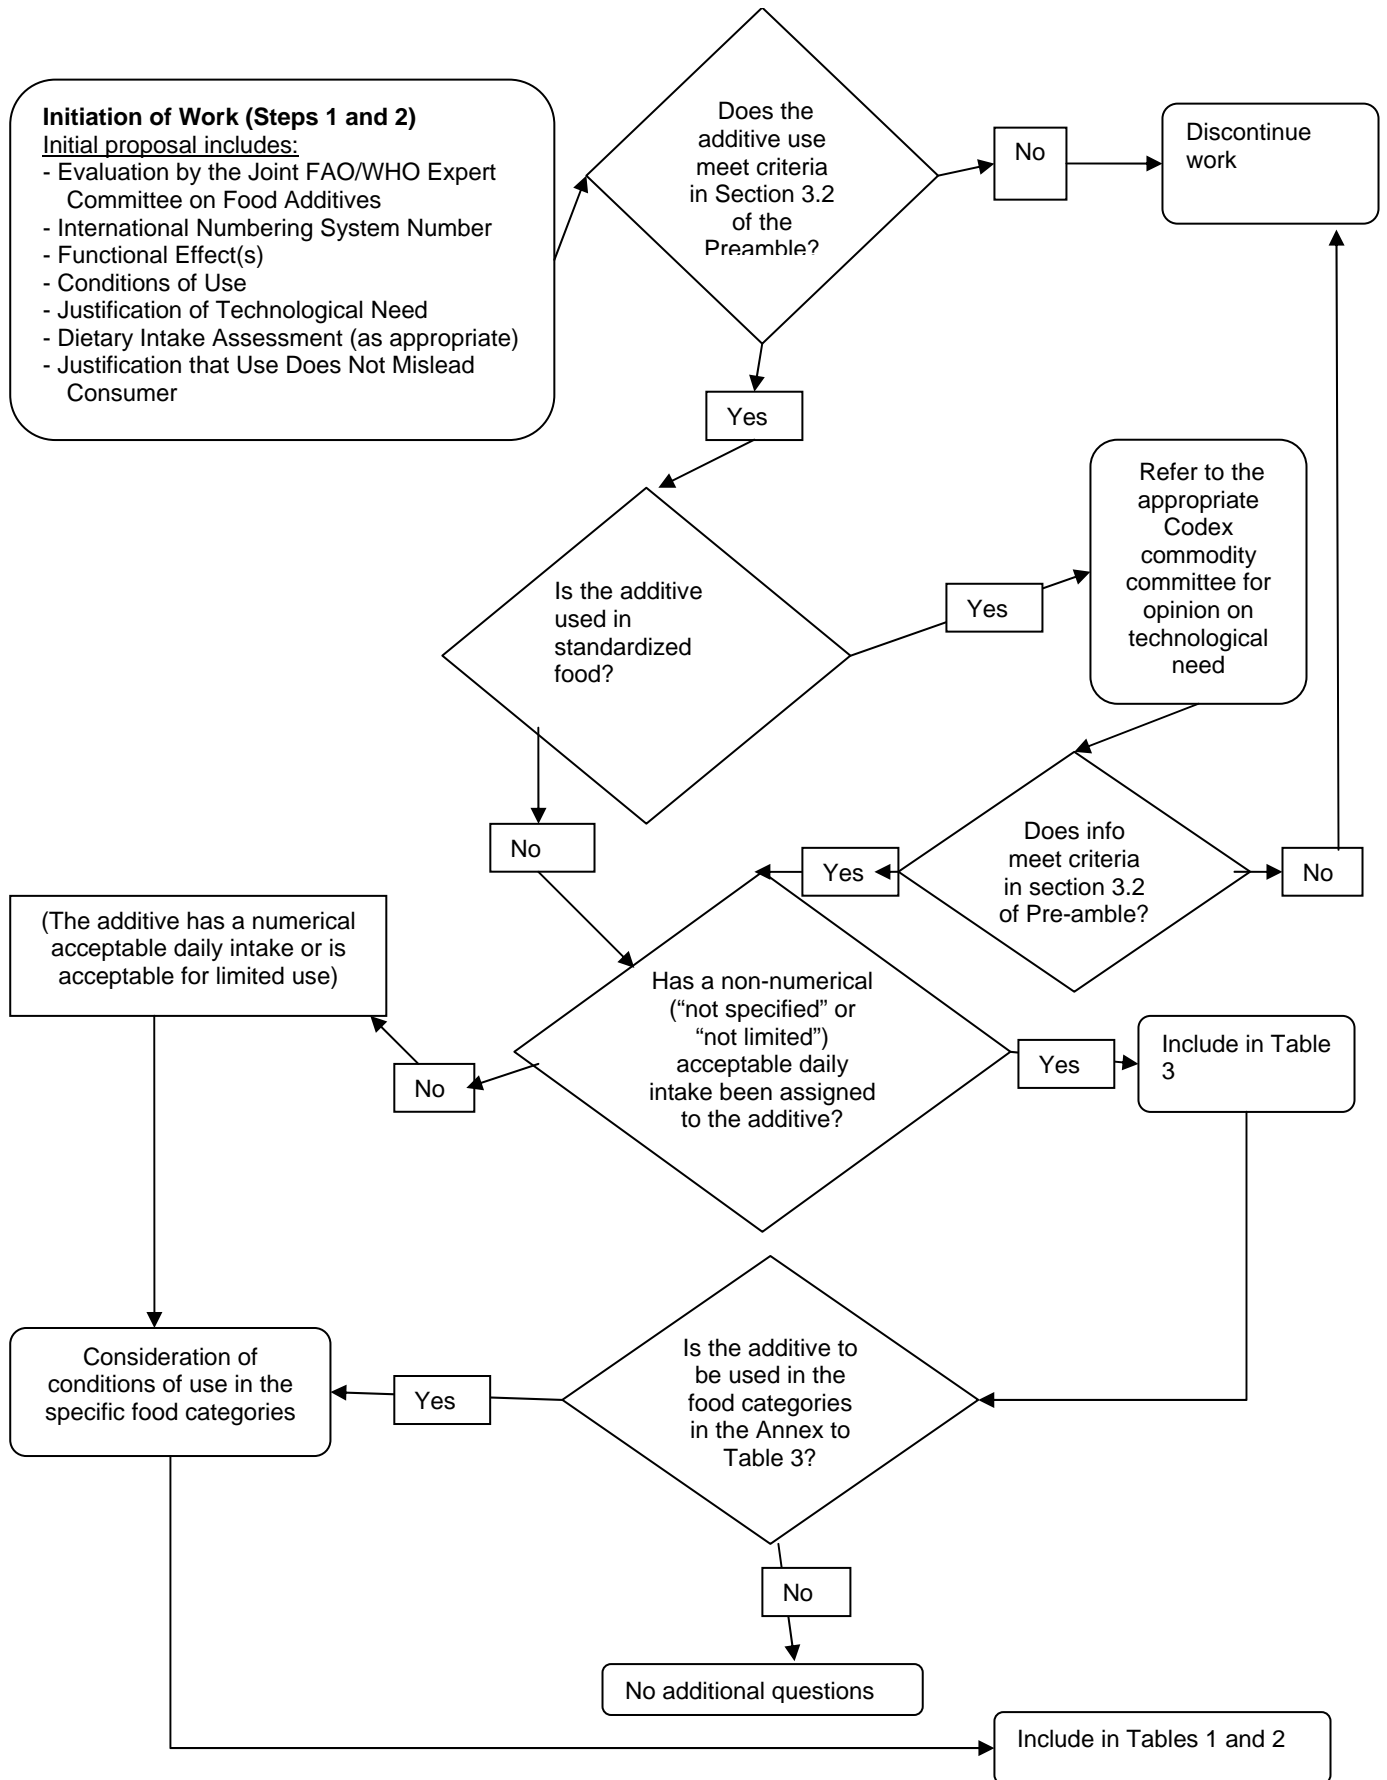 Initiation of Work (Steps 1 and 2)
Initial proposal includes:
- Evaluation by the Joint FAO/WHO Expert
Committee on Food Additives
- International Numbering System Number
- Functional Effect(s)
- Conditions of Use
- Justification of Technological Need
- Dietary Intake Assessment (as appropriate)
- Justification that Use Does Not Mislead
Consumer
Does the
additive use
meet criteria
in Section 3.2
of the
Preamble?
No
Discontinue
work
Yes
Is the additive
used in
standardized
food?
Yes
Refer to the
appropriate
Codex
commodity
committee for
opinion on
technological
need
No
Does info
meet criteria
in section 3.2
of Pre-amble?
Yes
No
(The additive has a numerical
acceptable daily intake or is
acceptable for limited use)
Has a non-numerical
(“not specified” or
“not limited”)
acceptable daily
intake been assigned
to the additive?
No
Yes
Include in Table
3
Consideration of
conditions of use in the
specific food categories
Yes
Is the additive to
be used in the
food categories
in the Annex to
Table 3?
No
No additional questions
Include in Tables 1 and 2